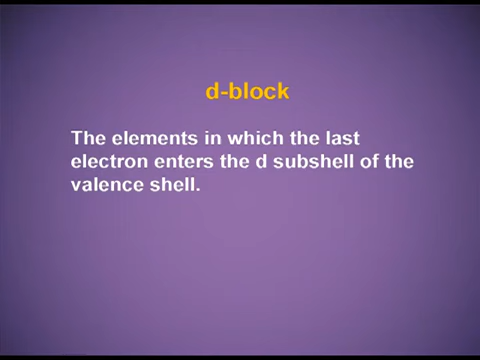 d-block
The elements in which the last
electron enters the d subshell of the
valence shell.